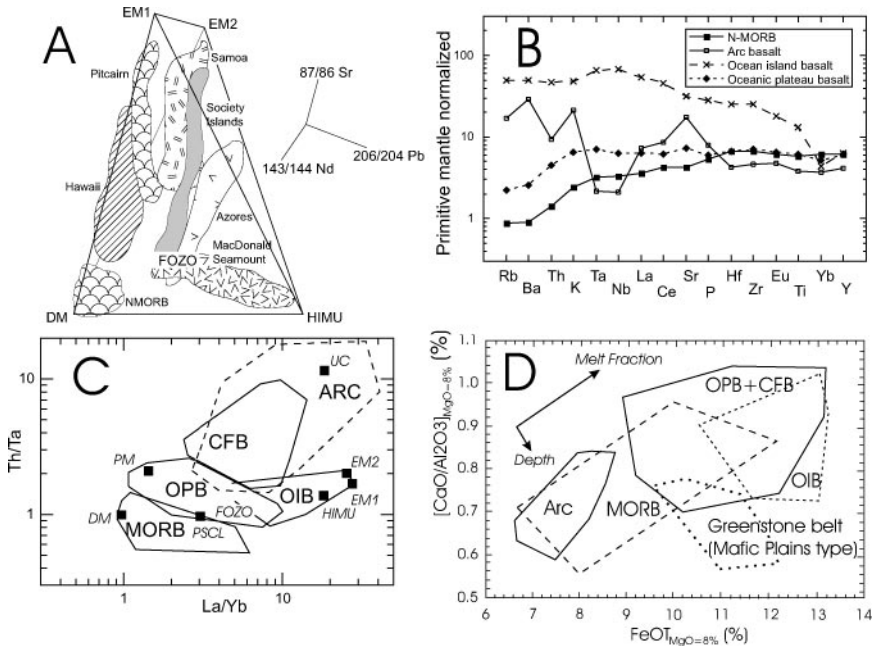 A
EM1
EM2
Samoa
Pitcairn
87/86 Sr
Society
Islands
206/204 Pb
143/144 Nd
Hawaii
Azores
MacDonald
Seamount
FOZO
NMORB
DM
HIMU
B
N-MORB
Arc basalt
Ocean island basalt
Oceanic plateau basalt
Primitive mantle normalized
100
10
1
Rb Th Ta La Sr Hf Eu Yb
Ba K Nb Ce P Zr Ti Y
C
UC
ARC
CFB
PM
EM2
OPB
OIB
EM1
FOZO
HIMU
DM
MORB
PSCL
Th/Ta
10
1
1 10
La/Yb
D
Melt Fraction
OPB+CFB
Depth
OIB
Arc
MORB
Greenstone belt
(Mafic Plains type)
[CaO/Al2O3]MgO=8% (%)
1.1
1.0
0.9
0.8
0.7
0.6
0.5
6 7 8 9 10 11 12 13 14
FeOTMgO=8% (%)